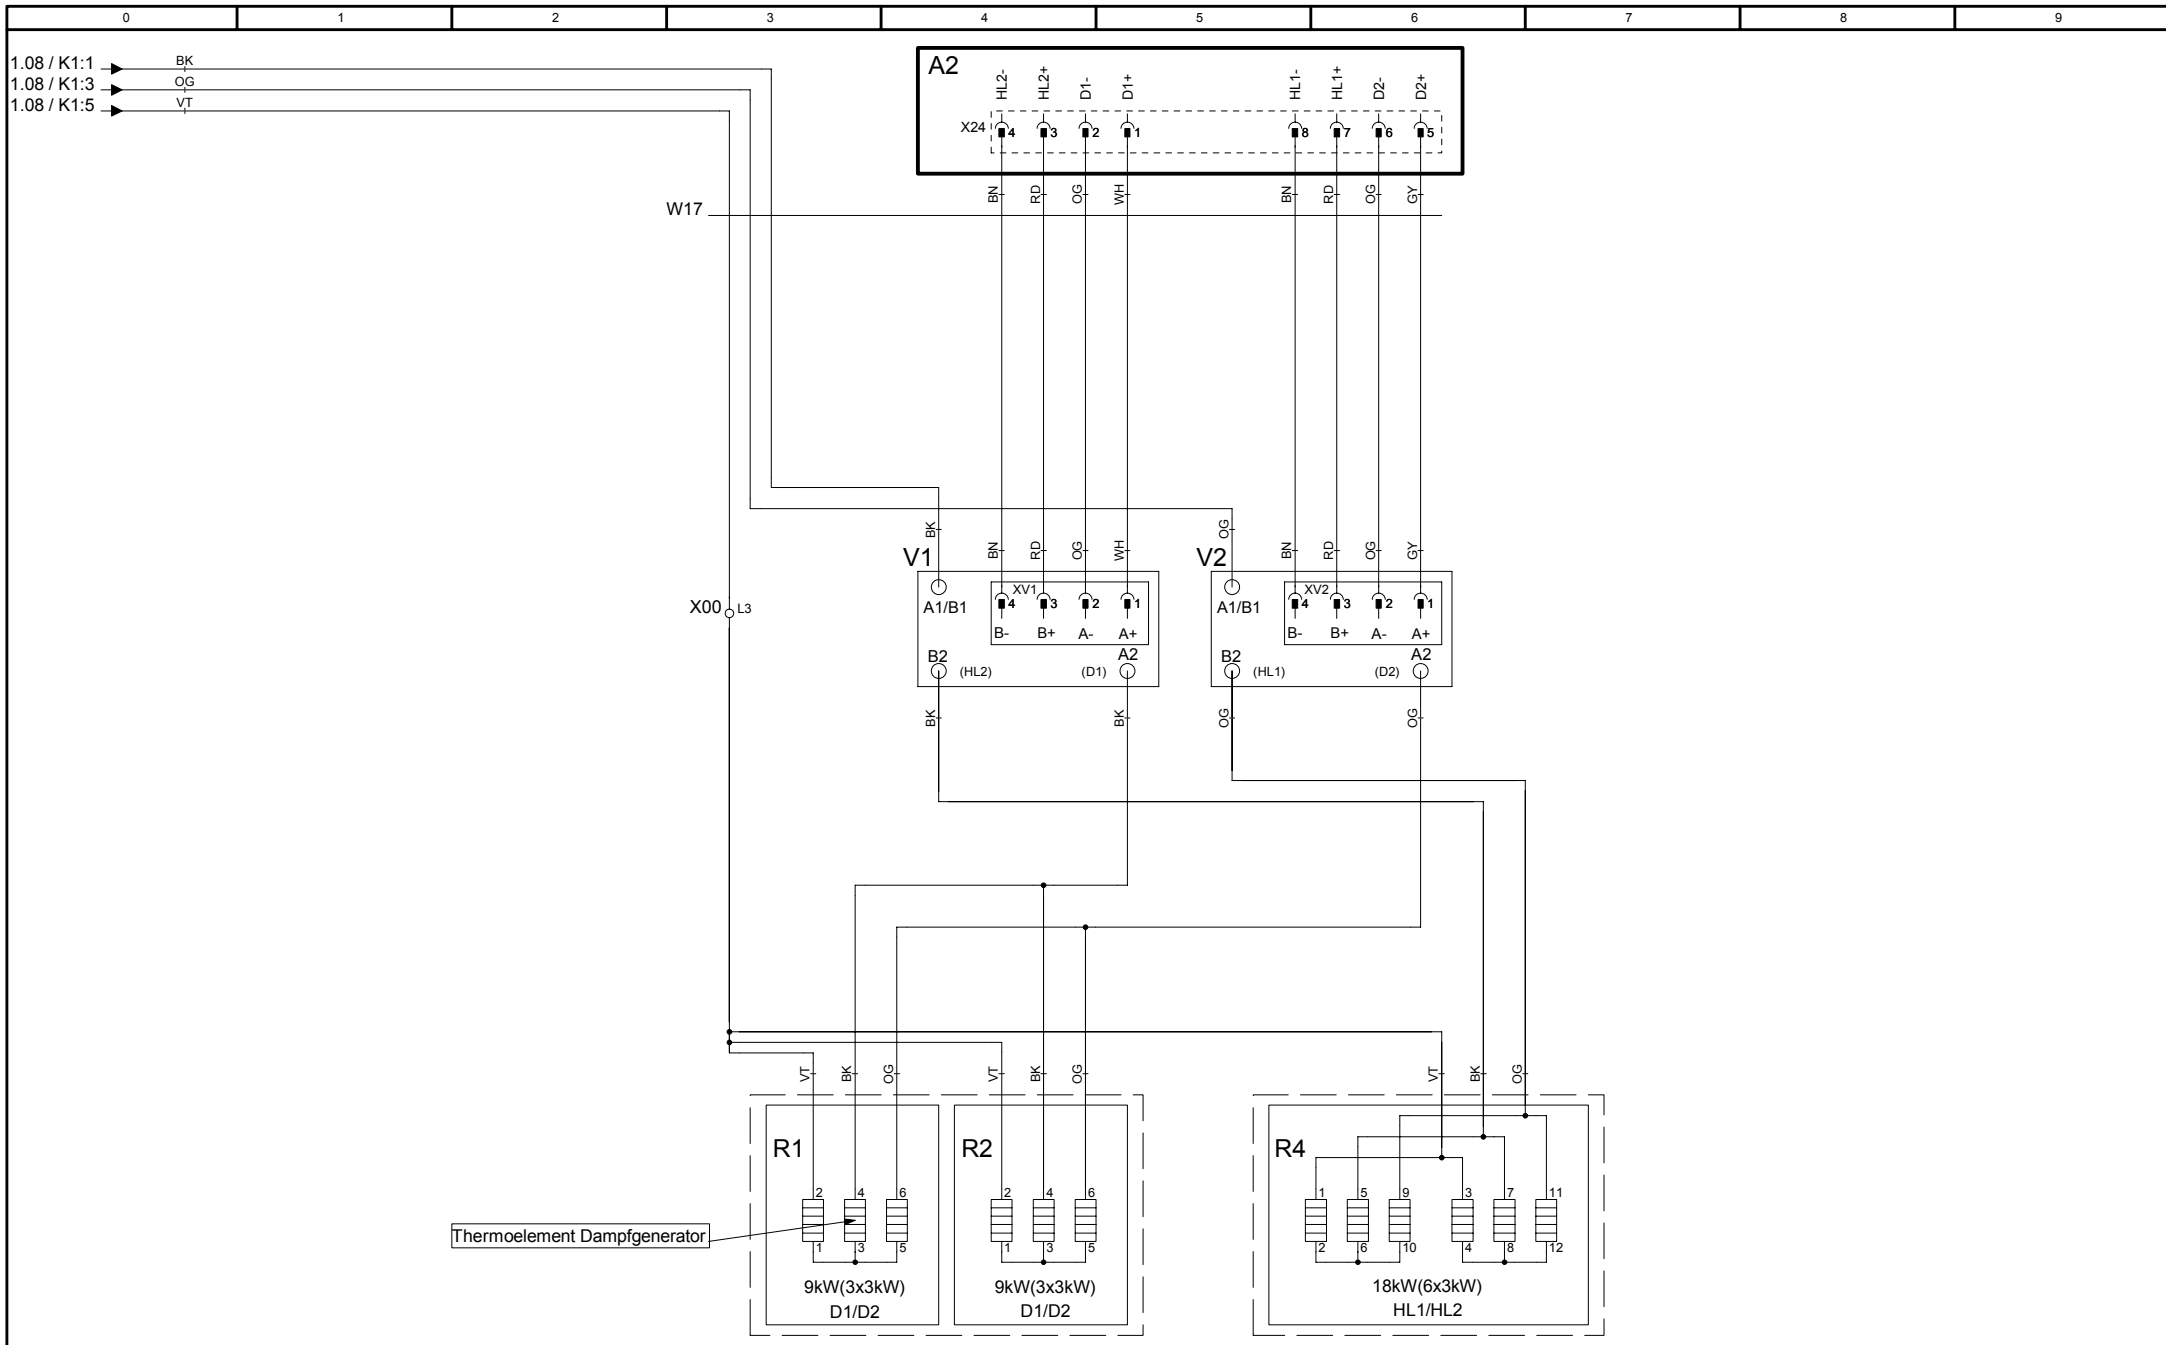 0 1 2 3 4 5 6 7 8 9
1.08 / K1:1 BK
1.08 / K1:3 OG
1.08 / K1:5 VT
A2
HL2- HL2+ D1- D1+ HL1- HL1+ D2- D2+
X24 4 3 2 1 8 7 6 5
BN RD OG WH BN RD OG GY
W17
BK BN RD OG WH OG BN RD OG GY
V1 V2
XV1 XV2
4 3 2 1 4 3 2 1
A1/B1 A1/B1
X00 L3
B- B+ A- A+ B- B+ A- A+
B2 (HL2) (D1) A2 B2 (HL1) (D2) A2
BK BK OG OG
VT BK OG VT BK OG VT BK OG
R1 R2 R4
2 4 6 2 4 6 1 5 9 3 7 11
Thermoelement Dampfgenerator
1 3 5 1 3 5 2 6 10 4 8 12
9kW(3x3kW) 9kW(3x3kW) 18kW(6x3kW)
D1/D2 D1/D2 HL1/HL2